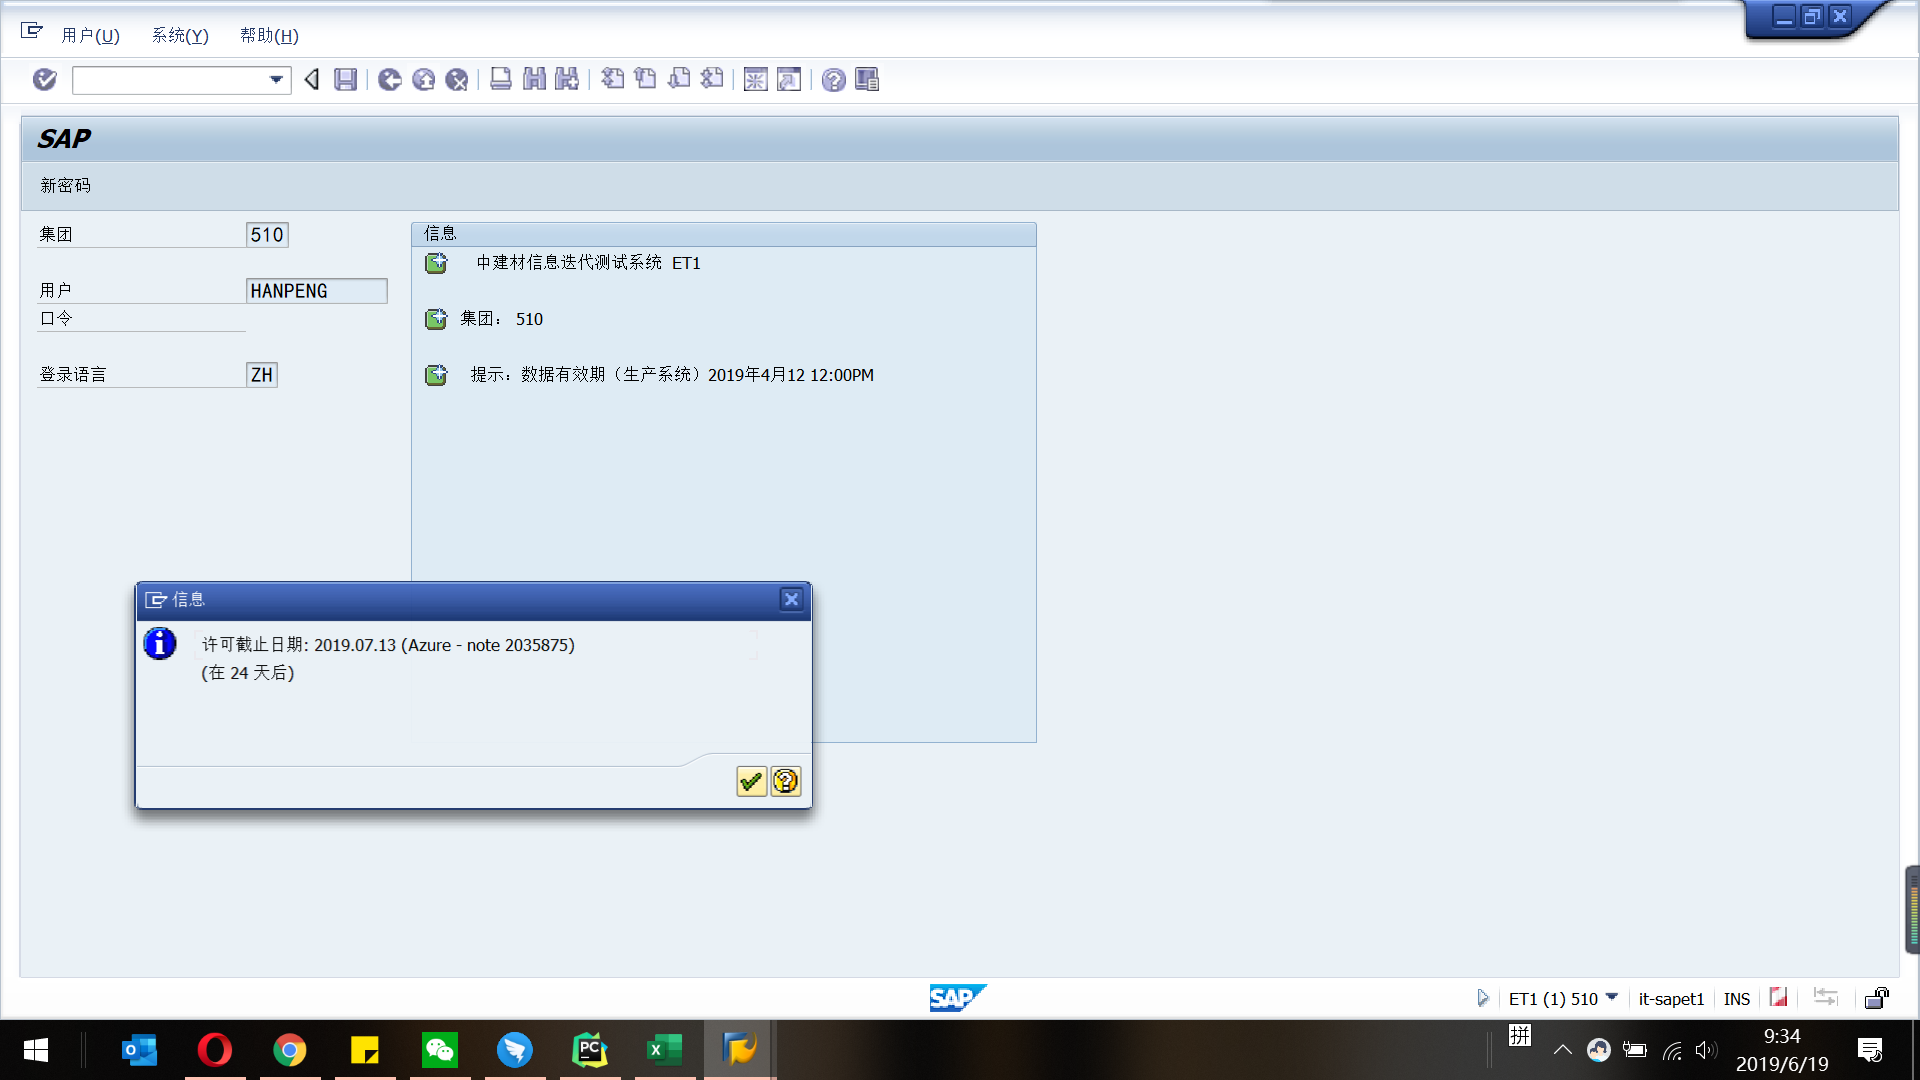 用户(U) 系统(Y) 帮助(H)
SAP
新密码
集团 510
用户 HANPENG
口令
登录语言 ZH
信息
中建材信息迭代测试系统 ET1
集团： 510
提示：数据有效期（生产系统）2019年4月12 12:00PM
信息
许可截止日期: 2019.07.13 (Azure - note 2035875)
(在 24 天后)
SAP
ET1 (1) 510 it-sapet1 INS
拼
9:34
2019/6/19